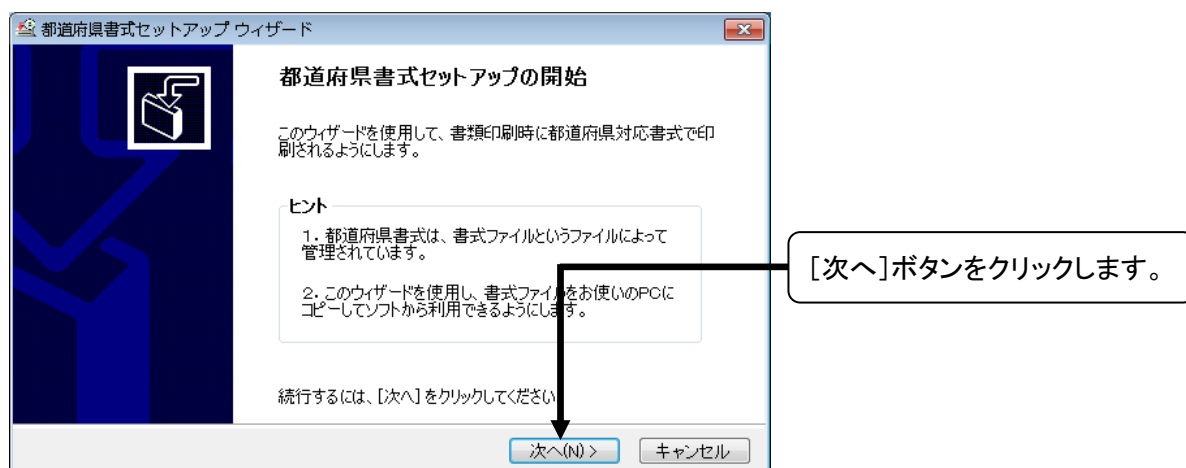 都道府県書式セットアップ ウィザード
都道府県書式セットアップの開始
このウィザードを使用して、書類印刷時に都道府県対応書式で印
刷されるようにします。
ヒント
1. 都道府県書式は、書式ファイルというファイルによって
管理されています。
2. このウィザードを使用し、書式ファイルをお使いのPCに
コピーしてソフトから利用できるようにします。
[次へ]ボタンをクリックします。
続行するには、[次へ]をクリックしてください
次へ(N) >
キャンセル